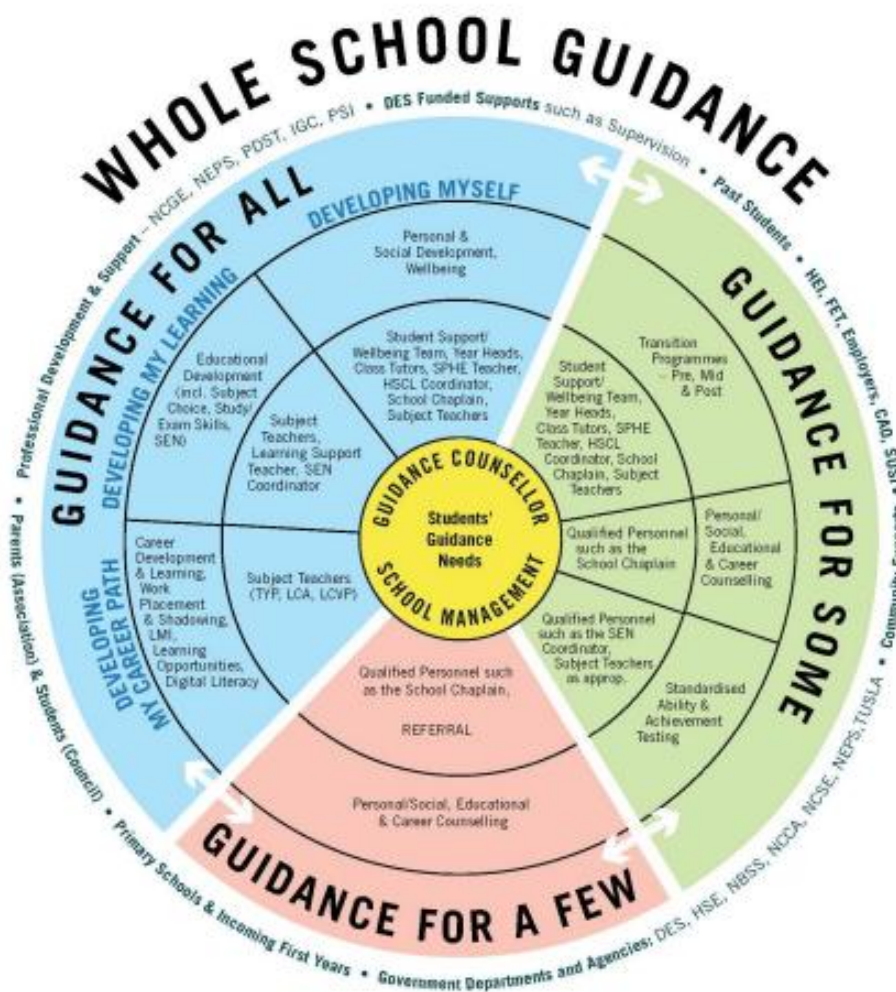 WHOLE SCHOOL GUIDANCE
Professional Development & Support – NCGE, NEPS, PDST, IGC, PSI • DES Funded Supports such as Supervision • Past Students • HEI, FET, Employers, CAO, SUSI •
Government Departments and Agencies: DES, HSE, NBSS, NCCA, NCSE, NEPS, TUSLA •
Primary Schools & Incoming First Years •
Parents (Association) & Students (Council) •
GUIDANCE FOR ALL
DEVELOPING MYSELF
Personal &
Social Development,
Wellbeing
Student Support/
Wellbeing Team, Year Heads,
Class Tutors, SPHE Teacher,
HSCL Coordinator,
School Chaplain,
Subject Teachers
DEVELOPING MY LEARNING
Educational
Development
(incl. Subject
Choice, Study/
Exam Skills,
SEN)
Subject
Teachers,
Learning Support
Teacher, SEN
Coordinator
DEVELOPING
MY CAREER PATH
Career
Development
& Learning,
Work
Placement
& Shadowing,
LMI,
Learning
Opportunities,
Digital Literacy
Subject Teachers
(TYP, LCA, LCVP)
GUIDANCE COUNSELLOR
Students'
Guidance
Needs
SCHOOL MANAGEMENT
GUIDANCE FOR SOME
Transition
Programmes
– Pre, Mid
& Post
Student
Support/
Wellbeing Team,
Year Heads,
Class Tutors, SPHE
Teacher, HSCL
Coordinator, School
Chaplain, Subject
Teachers
Qualified Personnel
such as the
School Chaplain
Personal/
Social,
Educational
& Career
Counselling
Qualified Personnel
such as the SEN
Coordinator,
Subject Teachers
as approp.
Standardised
Ability &
Achievement
Testing
Qualified Personnel such
as the School Chaplain,
REFERRAL
Personal/Social, Educational
& Career Counselling
GUIDANCE FOR A FEW